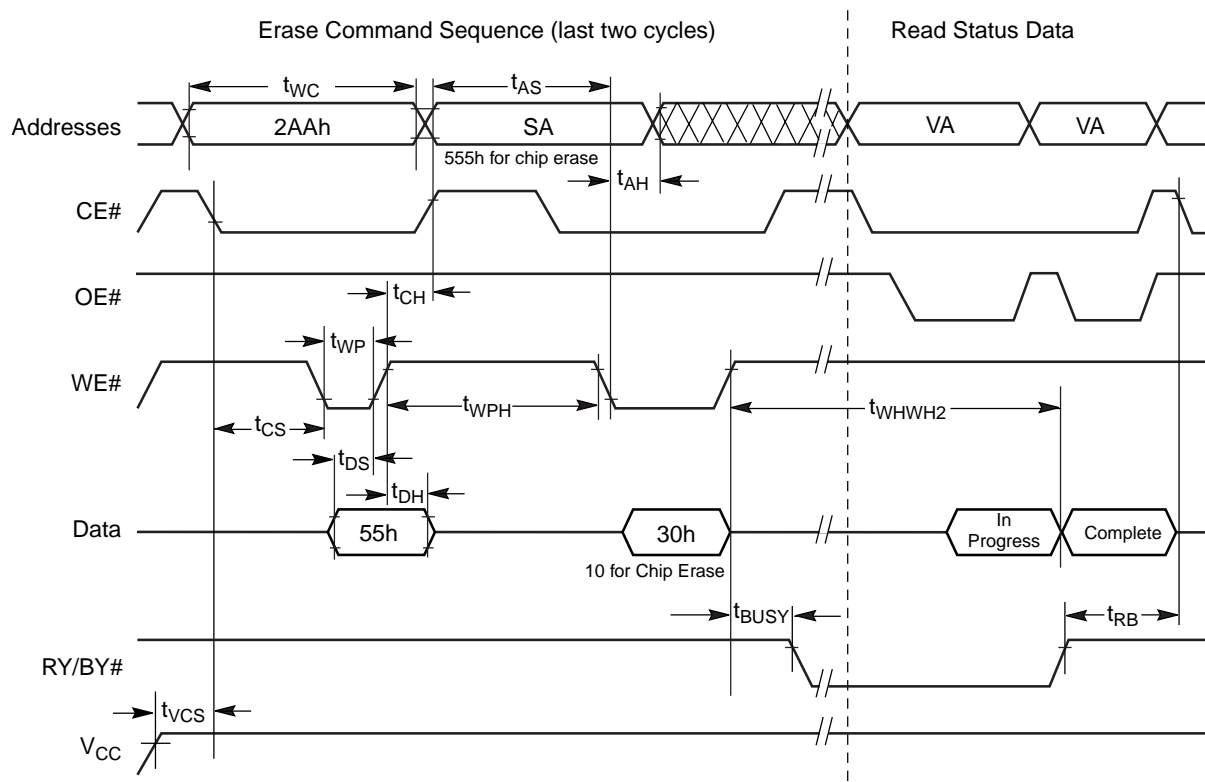 Erase Command Sequence (last two cycles)
Read Status Data
tWC
tAS
Addresses
2AAh
SA
VA
VA
555h for chip erase
tAH
CE#
OE#
tCH
tWP
WE#
tWPH
tWHWH2
tCS
tDS
tDH
Data
55h
30h
In
Progress
Complete
10 for Chip Erase
tBUSY
tRB
RY/BY#
tVCS
VCC